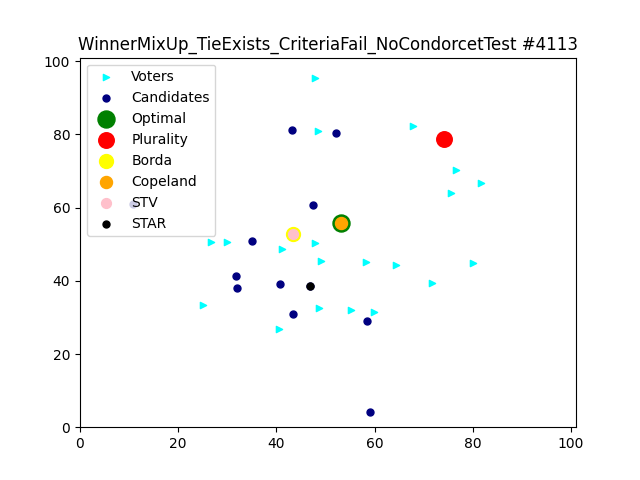 WinnerMixUp_TieExists_CriteriaFail_NoCondorcetTest #4113
100
80
60
40
20
0
Voters
Candidates
Optimal
Plurality
Borda
Copeland
STV
STAR
0 20 40 60 80 100